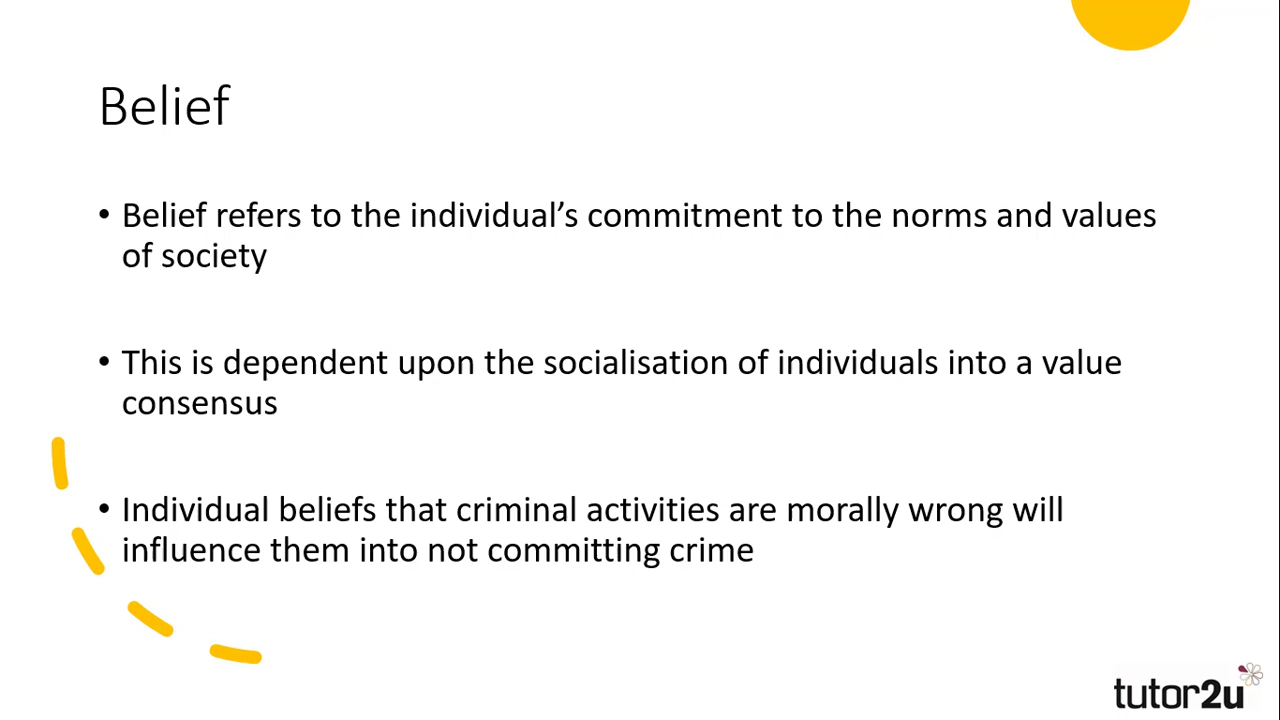 Belief
• Belief refers to the individual’s commitment to the norms and values
of society
• This is dependent upon the socialisation of individuals into a value
consensus
• Individual beliefs that criminal activities are morally wrong will
influence them into not committing crime
tutor2u